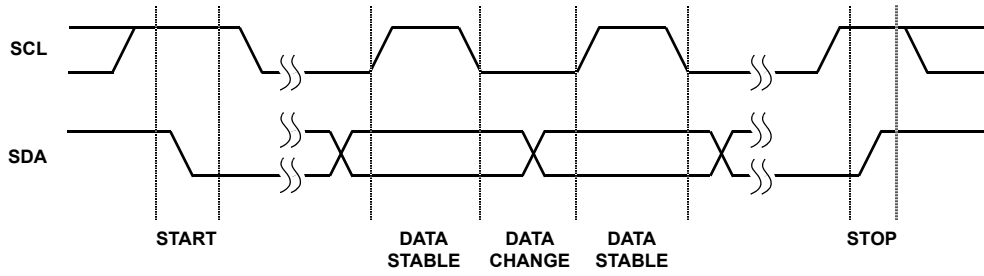 SCL
SDA
START
DATA
STABLE
DATA
CHANGE
DATA
STABLE
STOP